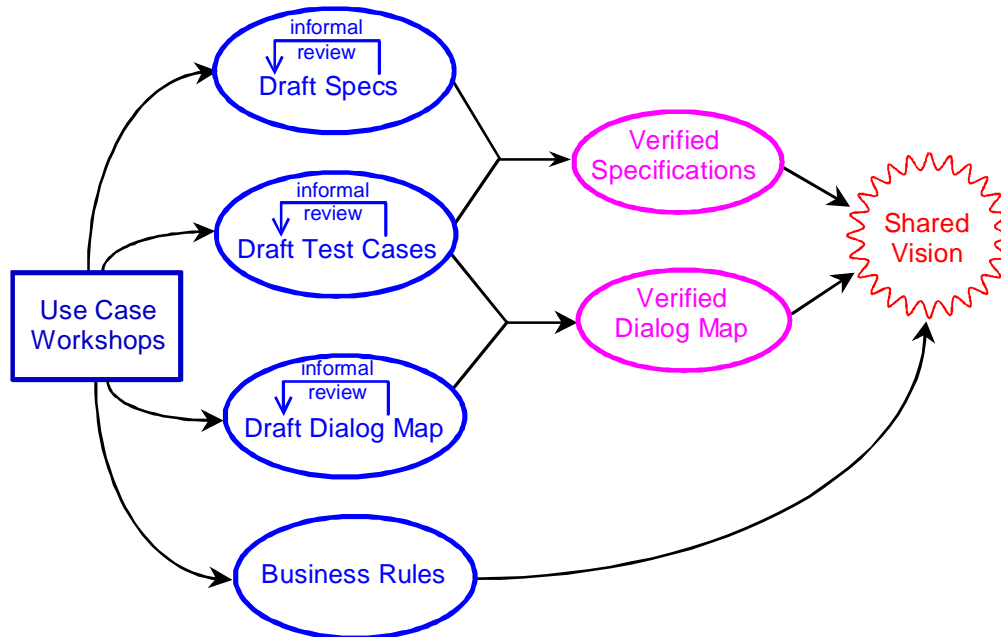 informal
review
Draft Specs
Verified
Specifications
informal
review
Draft Test Cases
Shared
Vision
Use Case
Workshops
Verified
Dialog Map
informal
review
Draft Dialog Map
Business Rules